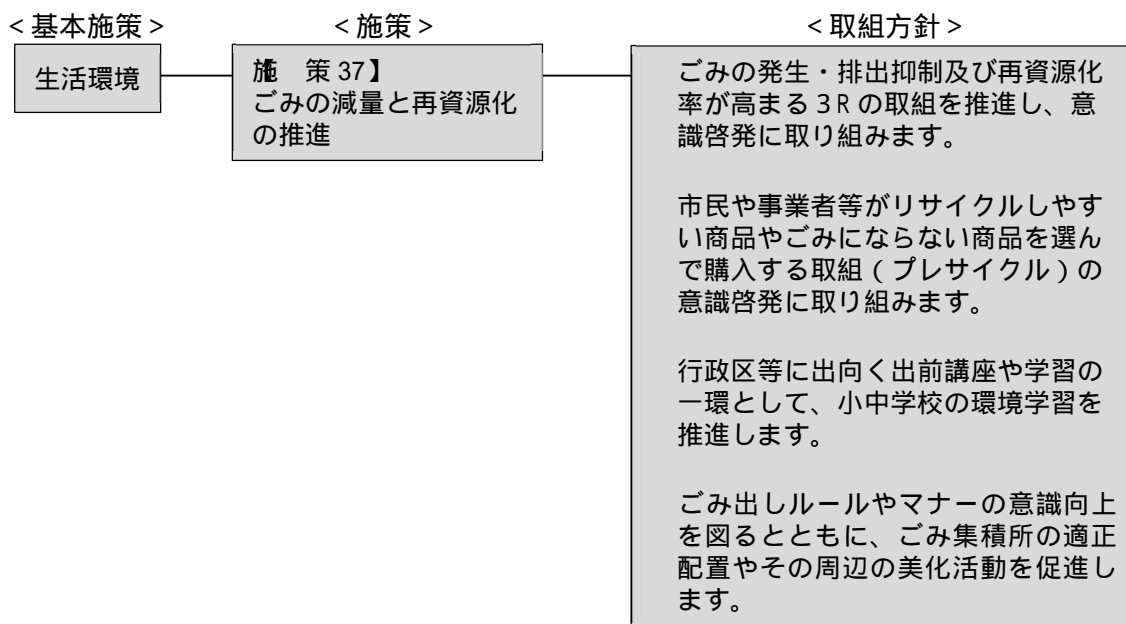 ＜基本施策＞
＜施策＞
＜取組方針＞
生活環境
【施　策37】
ごみの減量と再資源化
の推進
ごみの発生・排出抑制及び再資源化
率が高まる３Ｒの取組を推進し、意
識啓発に取り組みます。
市民や事業者等がリサイクルしやす
い商品やごみにならない商品を選ん
で購入する取組（プレサイクル）の
意識啓発に取り組みます。
行政区等に出向く出前講座や学習の
一環として、小中学校の環境学習を
推進します。
ごみ出しルールやマナーの意識向上
を図るとともに、ごみ集積所の適正
配置やその周辺の美化活動を促進し
ます。